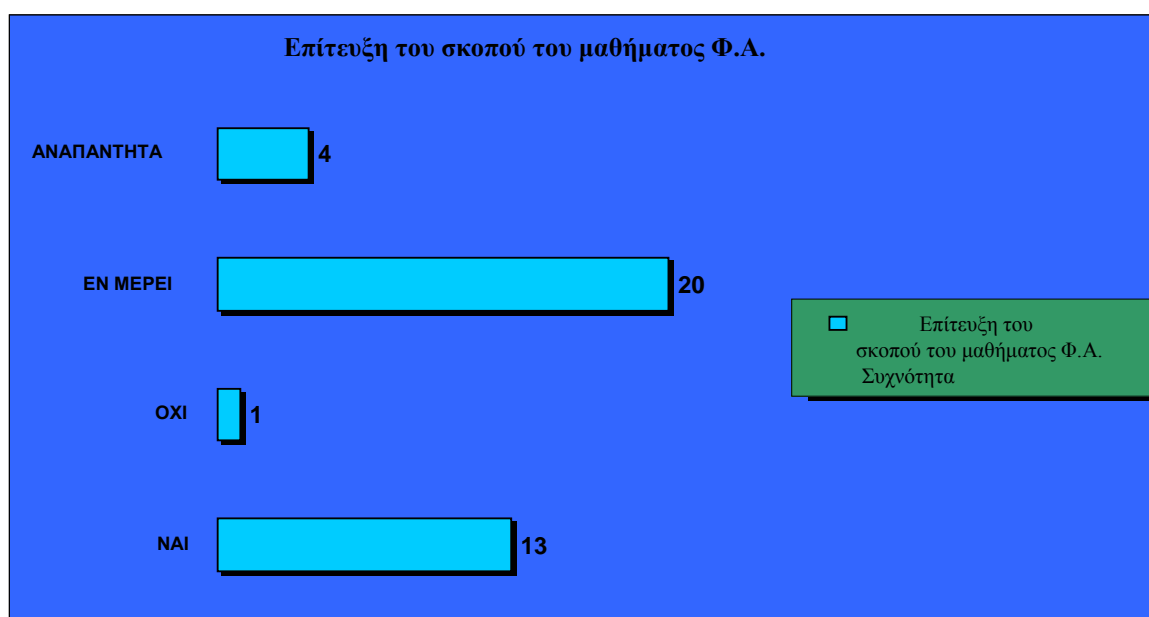 Επίτευξη του σκοπού του μαθήματος Φ.Α.
ΑΝΑΠΑΝΤΗΤΑ
4
ΕΝ ΜΕΡΕΙ
20
ΟΧΙ
1
ΝΑΙ
13
Επίτευξη του
σκοπού του μαθήματος Φ.Α.
Συχνότητα